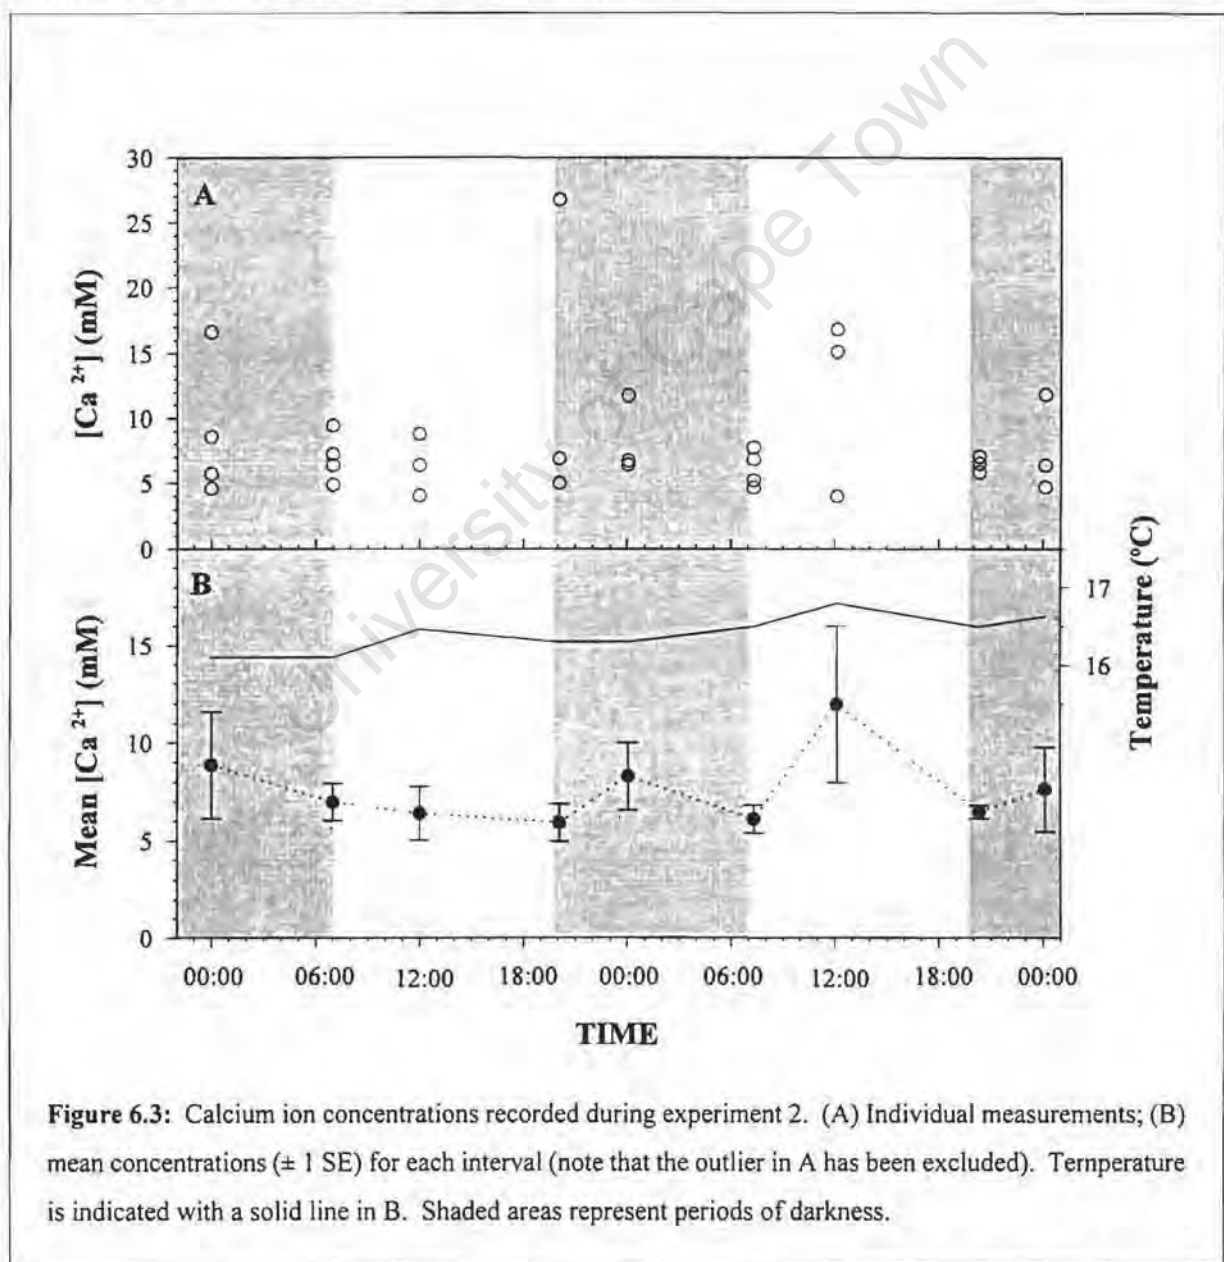 University of Cape Town
30
25
20
15
10
5
0
[Ca 2+] (mM)
A
B
15
10
5
0
Mean [Ca 2+] (mM)
17
16
Temperature (ºC)
00:00 06:00 12:00 18:00 00:00 06:00 12:00 18:00 00:00
TIME
Figure 6.3: Calcium ion concentrations recorded during experiment 2. (A) Individual measurements; (B)
mean concentrations (± 1 SE) for each interval (note that the outlier in A has been excluded). Temperature
is indicated with a solid line in B. Shaded areas represent periods of darkness.